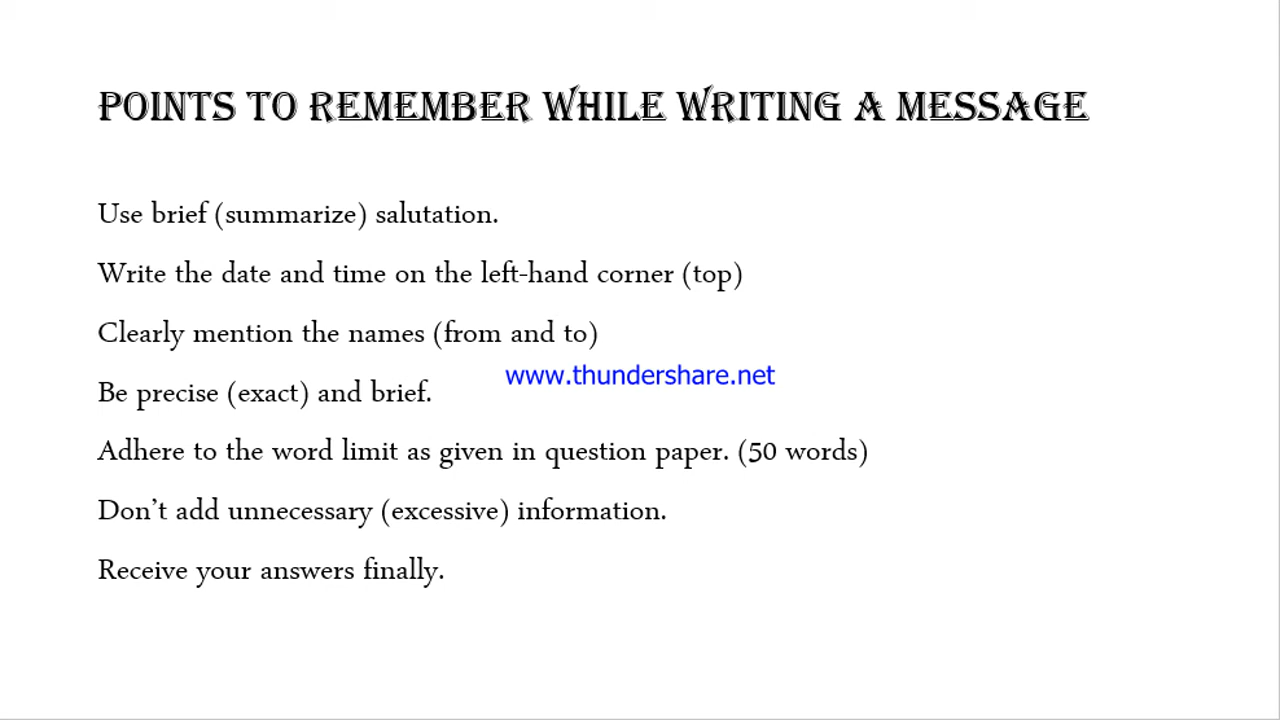 POINTS TO REMEMBER WHILE WRITING A MESSAGE
Use brief (summarize) salutation.
Write the date and time on the left-hand corner (top)
Clearly mention the names (from and to)
www.thundershare.net
Be precise (exact) and brief.
Adhere to the word limit as given in question paper. (50 words)
Don’t add unnecessary (excessive) information.
Receive your answers finally.